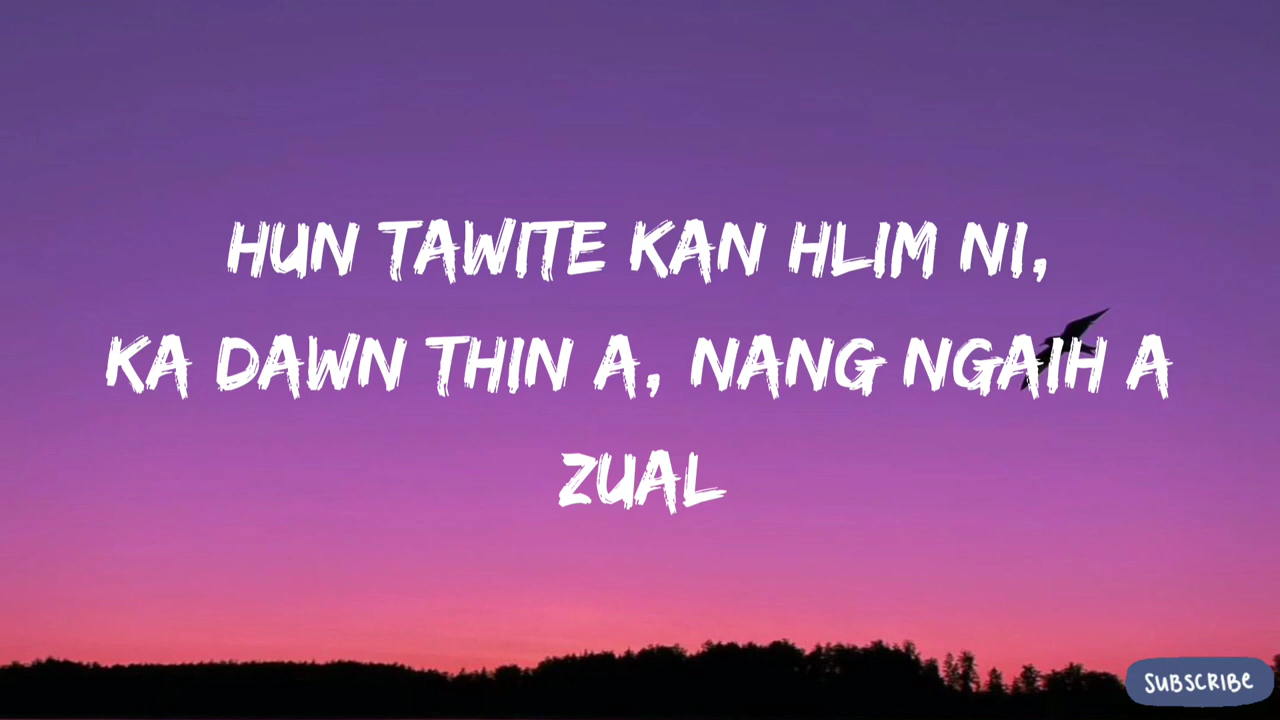 HUN TAWITE KAN HLIM NI,
KA DAWN THIN A, NANG NGAIH A
ZUAL
SUBSCRIBE